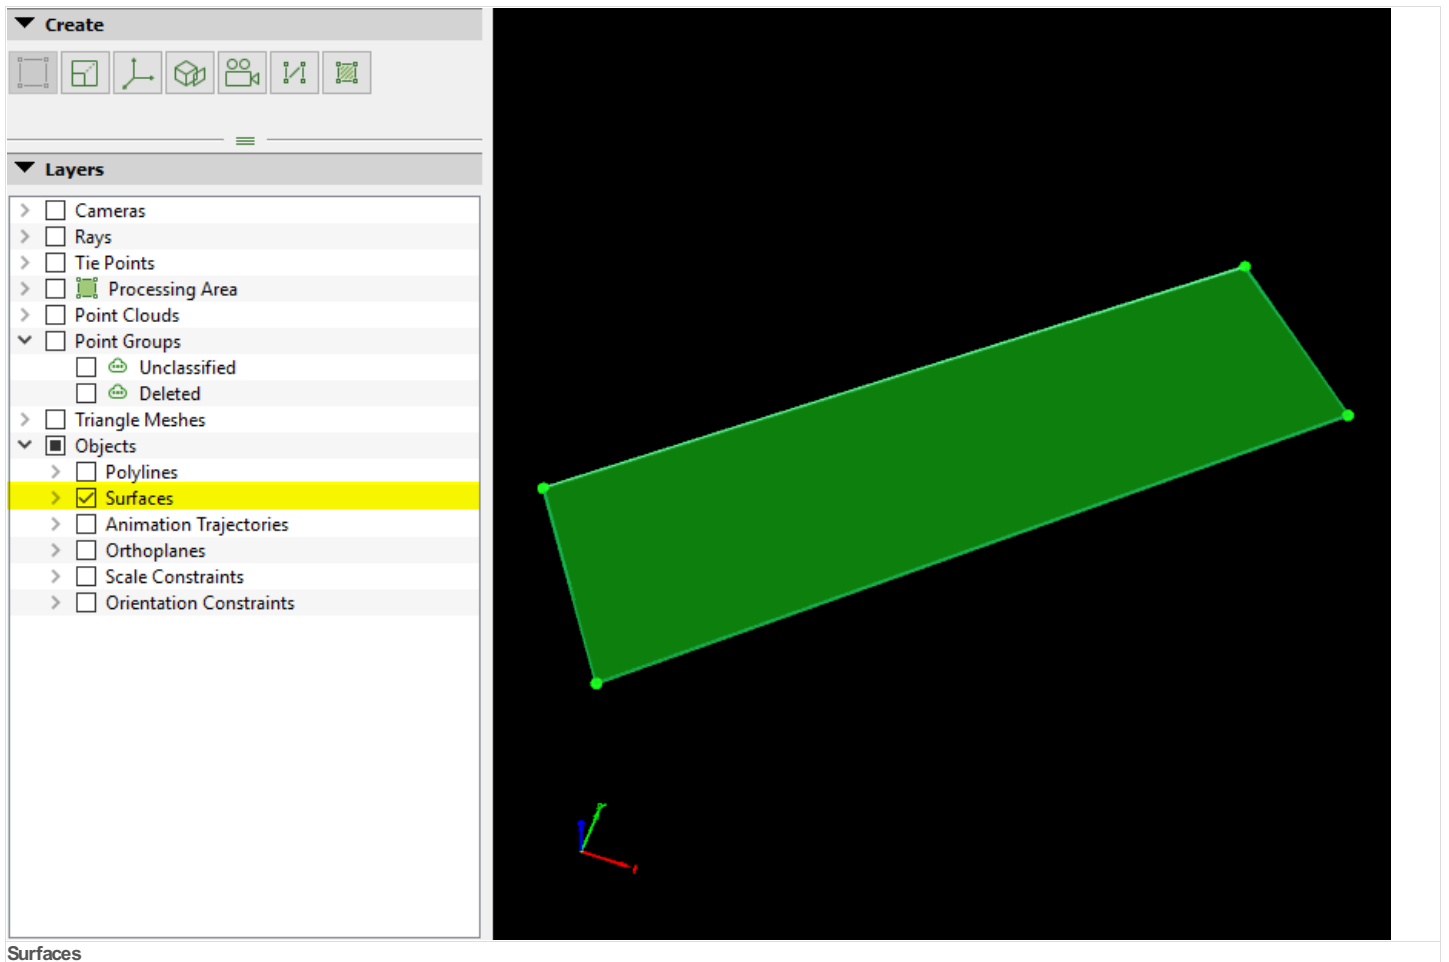 Create
Layers
Cameras
Rays
Tie Points
Processing Area
Point Clouds
Point Groups
Unclassified
Deleted
Triangle Meshes
Objects
Polylines
Surfaces
Animation Trajectories
Orthoplanes
Scale Constraints
Orientation Constraints
Surfaces